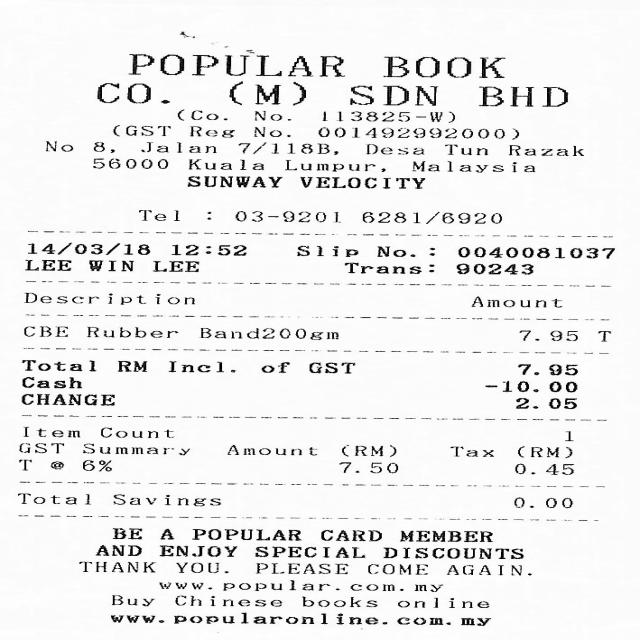 POPULAR BOOK
CO. (M) SDN BHD
(Co. No. 113825-W)
(GST Reg No. 001492992000)
No 8, Jalan 7/118B, Desa Tun Razak
56000 Kuala Lumpur, Malaysia
SUNWAY VELOCITY
Tel : 03-9201 6281/6920
14/03/18 12:52 Slip No.: 0040081037
LEE WIN LEE Trans: 90243
Description Amount
CBE Rubber Band200gm 7.95 T
Total RM Incl. of GST 7.95
Cash -10.00
CHANGE 2.05
Item Count 1
GST Summary Amount (RM) Tax (RM)
T @ 6% 7.50 0.45
Total Savings 0.00
BE A POPULAR CARD MEMBER
AND ENJOY SPECIAL DISCOUNTS
THANK YOU. PLEASE COME AGAIN.
www.popular.com.my
Buy Chinese books online
www.popularonline.com.my